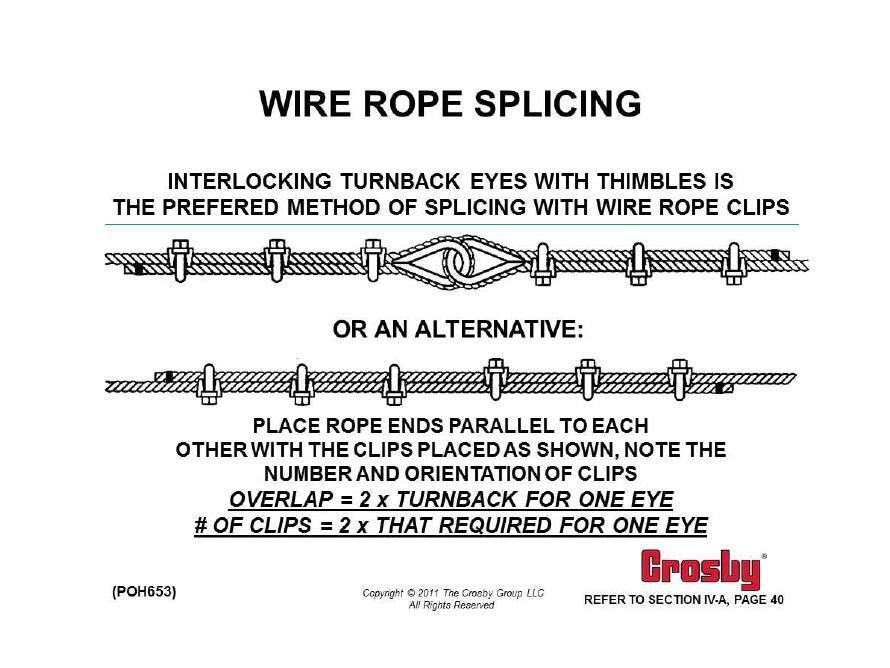 WIRE ROPE SPLICING
INTERLOCKING TURNBACK EYES WITH THIMBLES IS
THE PREFERED METHOD OF SPLICING WITH WIRE ROPE CLIPS
OR AN ALTERNATIVE:
PLACE ROPE ENDS PARALLEL TO EACH
OTHER WITH THE CLIPS PLACED AS SHOWN, NOTE THE
NUMBER AND ORIENTATION OF CLIPS
OVERLAP = 2 x TURNBACK FOR ONE EYE
# OF CLIPS = 2 x THAT REQUIRED FOR ONE EYE
Crosby®
(POH653)
Copyright © 2011 The Crosby Group LLC
All Rights Reserved
REFER TO SECTION IV-A, PAGE 40